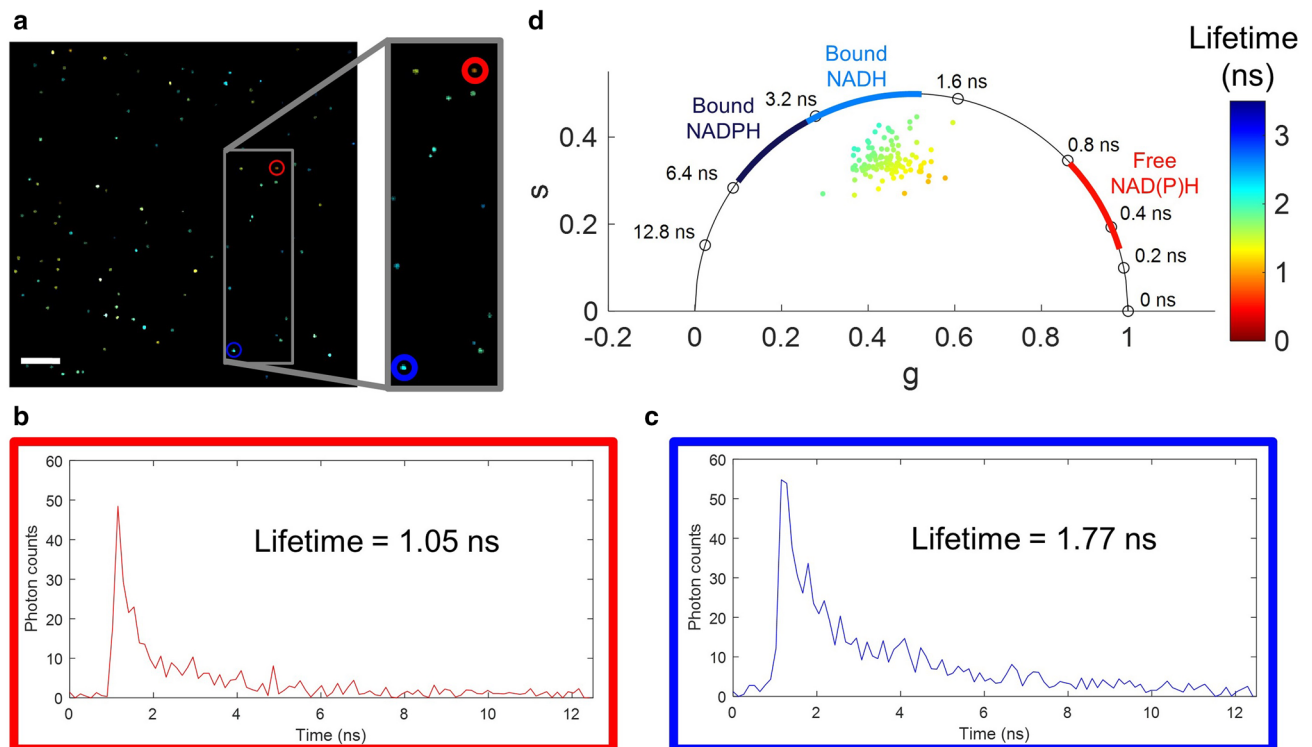 a
d
Lifetime
(ns)
Bound
NADH
1.6 ns
3.2 ns
Bound
NADPH
0.8 ns
Free
NAD(P)H
6.4 ns
0.4 ns
12.8 ns
0.2 ns
0 ns
s
0.4
0.2
0
-0.2 0 0.2 0.4 0.6 0.8 1
g
3
2
1
0
b
60
50
40
30
20
10
0
Photon counts
Lifetime = 1.05 ns
0 2 4 6 8 10 12
Time (ns)
c
60
50
40
30
20
10
0
Photon counts
Lifetime = 1.77 ns
0 2 4 6 8 10 12
Time (ns)